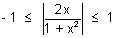 - 1 ≤ |2x / (1 + x²)| ≤ 1